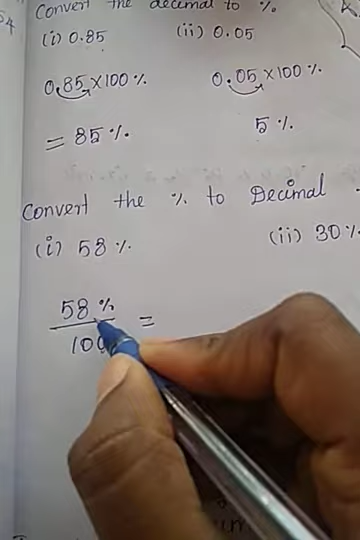 Convert the decimal to %.
(i) 0.85 (ii) 0.05
0.85 × 100 % 0.05 × 100 %
= 85 % 5 %
Convert the % to Decimal
(i) 58 % (ii) 30 %
58 % =
100